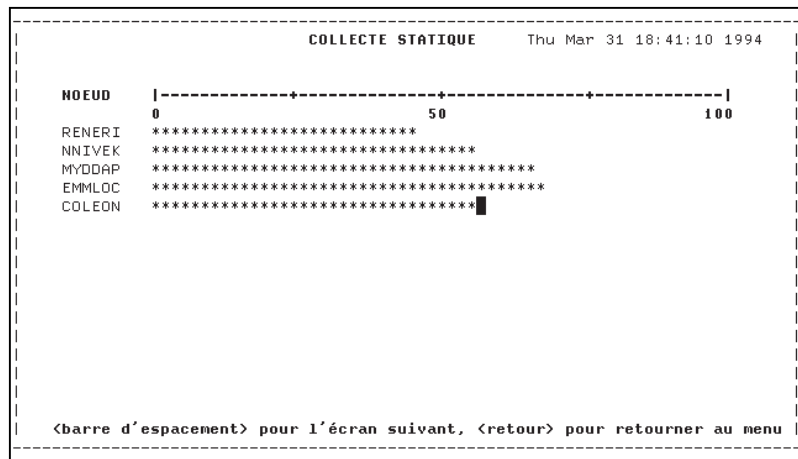 COLLECTE STATIQUE Thu Mar 31 18:41:10 1994
NOEUD |-------------+--------------+--------------+-------------|
0 50 100
RENERI ***************************
NNIVEK *********************************
MYDDAP ***************************************
EMMLOC ****************************************
COLEON *********************************
<barre d'espacement> pour l'écran suivant, <retour> pour retourner au menu